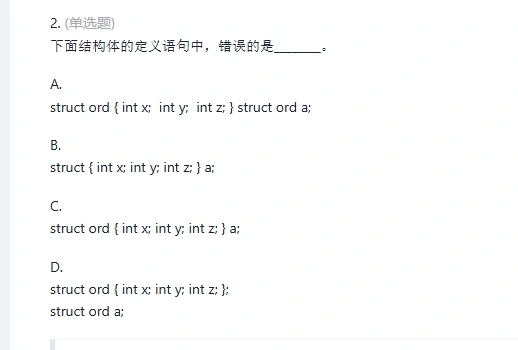 2. (单选题)
下面结构体的定义语句中，错误的是________。
A.
struct ord { int x;  int y;  int z; } struct ord a;
B.
struct { int x; int y; int z; } a;
C.
struct ord { int x; int y; int z; } a;
D.
struct ord { int x; int y; int z; };
struct ord a;